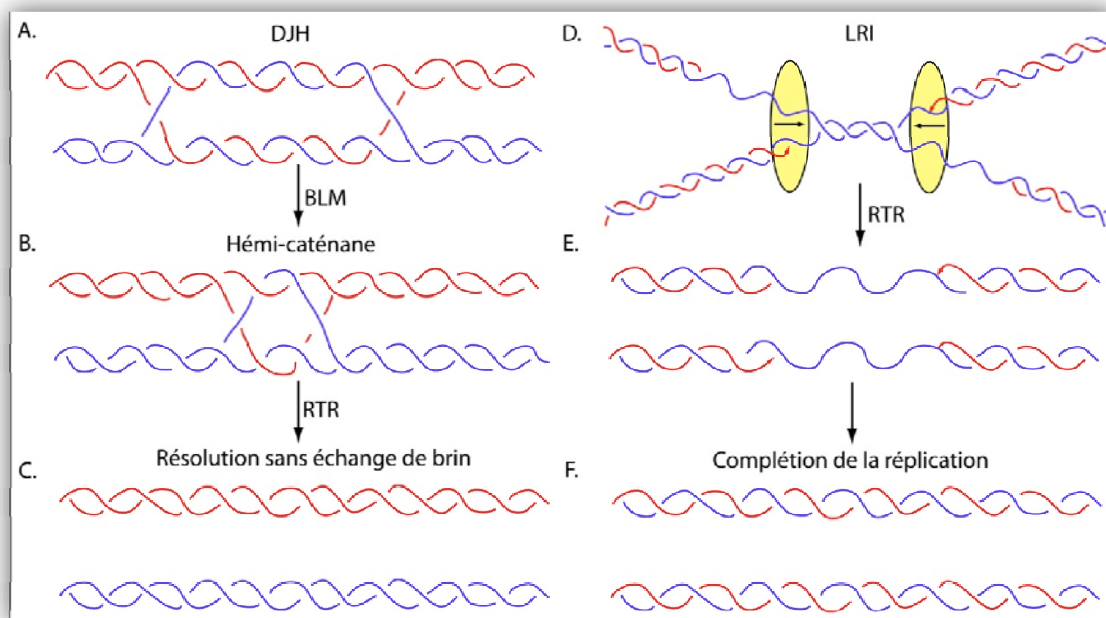 A.
DJH
BLM
B.
Hémi-caténane
RTR
Résolution sans échange de brin
C.
D.
LRI
RTR
E.
Complétion de la réplication
F.